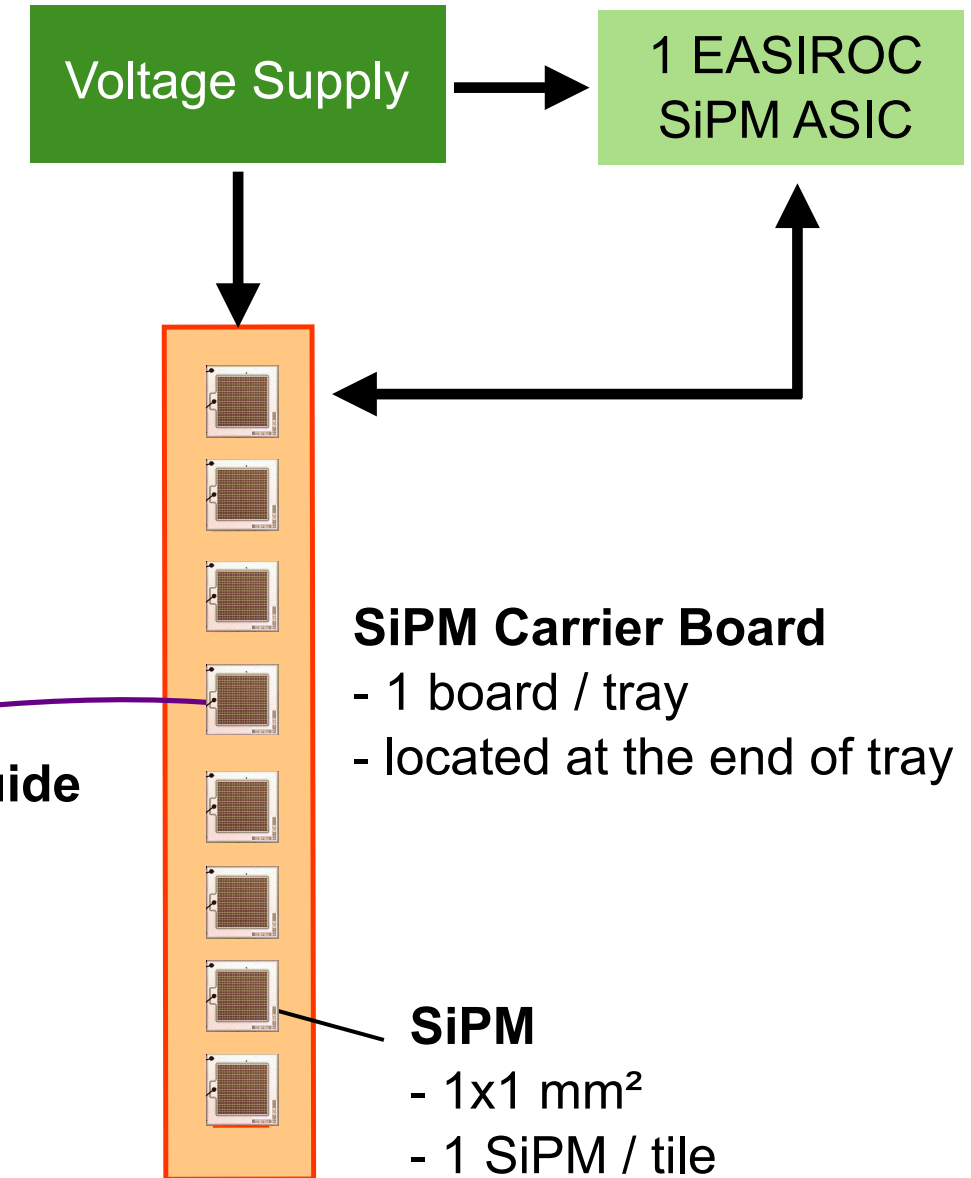 Voltage Supply
1 EASIROC
SiPM ASIC
SiPM Carrier Board
- 1 board / tray
- located at the end of tray
SiPM
- 1x1 mm²
- 1 SiPM / tile